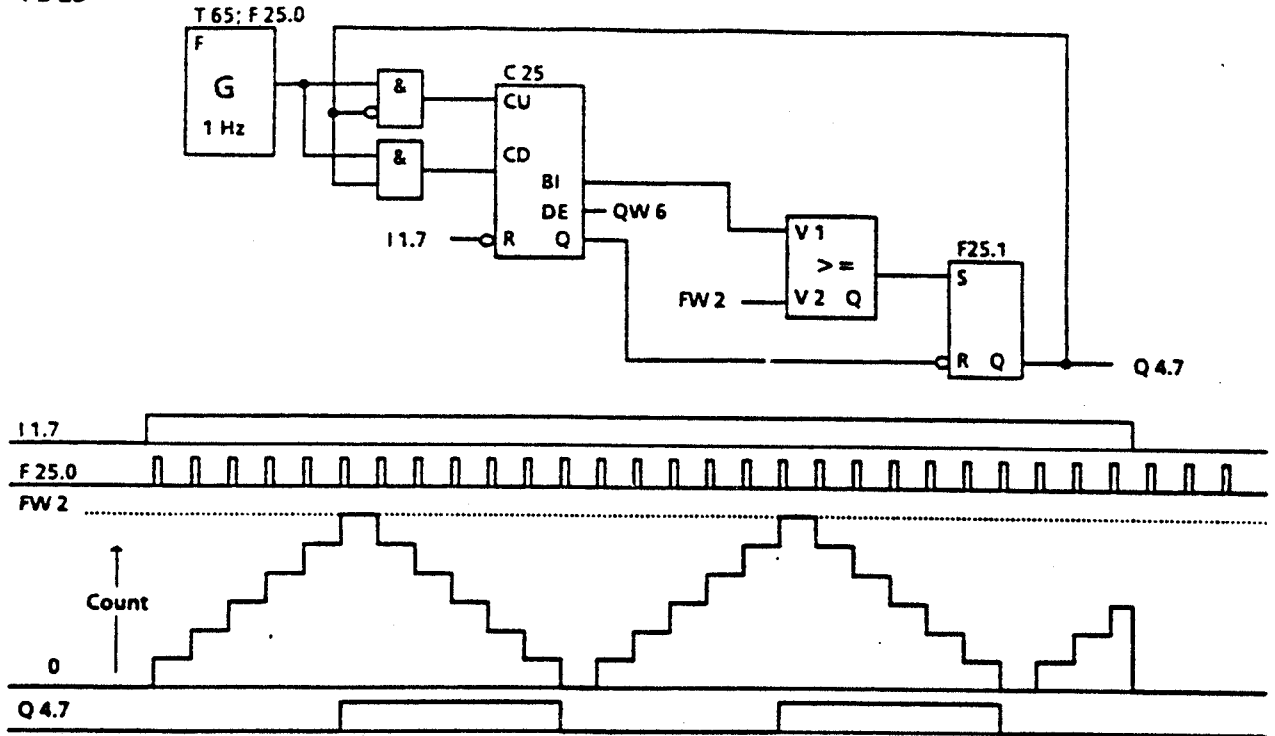 T 65; F 25.0
F
G
1 Hz
&
&
C 25
CU
CD
BI
DE
QW 6
I 1.7
R
Q
V 1
> =
FW 2
V 2 Q
F25.1
S
R Q
Q 4.7
I 1.7
F 25.0
FW 2
Count
0
Q 4.7